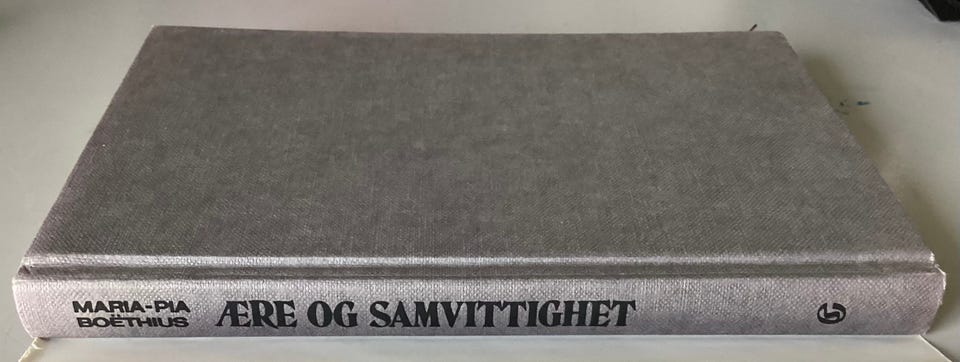 MARIA-PIA
BOËTHIUS
ÆRE OG SAMVITTIGHET